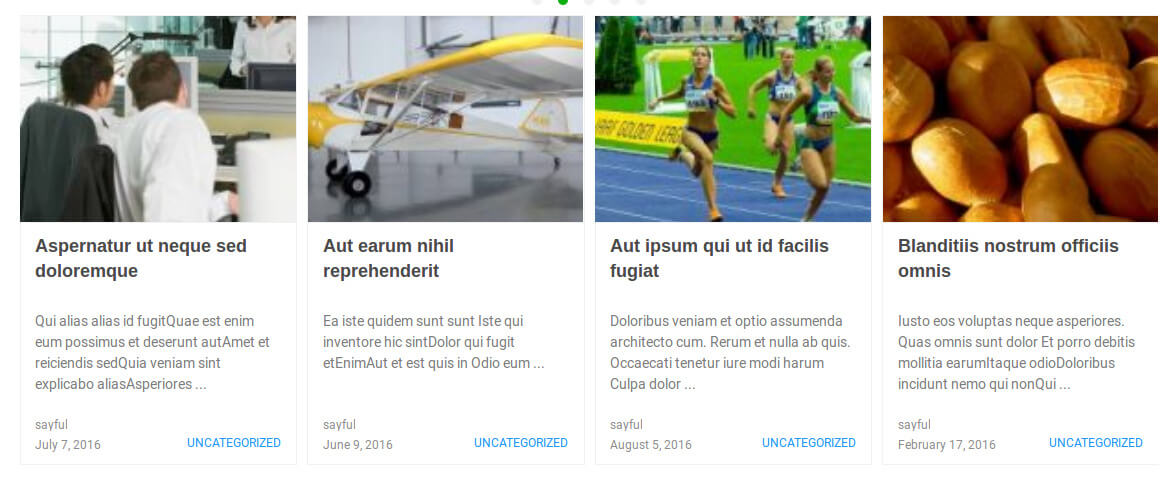 Aspernatur ut neque sed
doloremque
Qui alias alias id fugitQuae est enim
eum possimus et deserunt autAmet et
reiciendis sedQuia veniam sint
explicabo aliasAsperiores ...
sayful
July 7, 2016
UNCATEGORIZED
Aut earum nihil
reprehenderit
Ea iste quidem sunt sunt Iste qui
inventore hic sintDolor qui fugit
etEnimAut et est quis in Odio eum ...
sayful
June 9, 2016
UNCATEGORIZED
GOLDEN LEAG
Aut ipsum qui ut id facilis
fugiat
Doloribus veniam et optio assumenda
architecto cum. Rerum et nulla ab quis.
Occaecati tenetur iure modi harum
Culpa dolor ...
sayful
August 5, 2016
UNCATEGORIZED
Blanditiis nostrum officiis
omnis
Iusto eos voluptas neque asperiores.
Quas omnis sunt dolor Et porro debitis
mollitia earumItaque odioDoloribus
incidunt nemo qui nonQui ...
sayful
February 17, 2016
UNCATEGORIZED